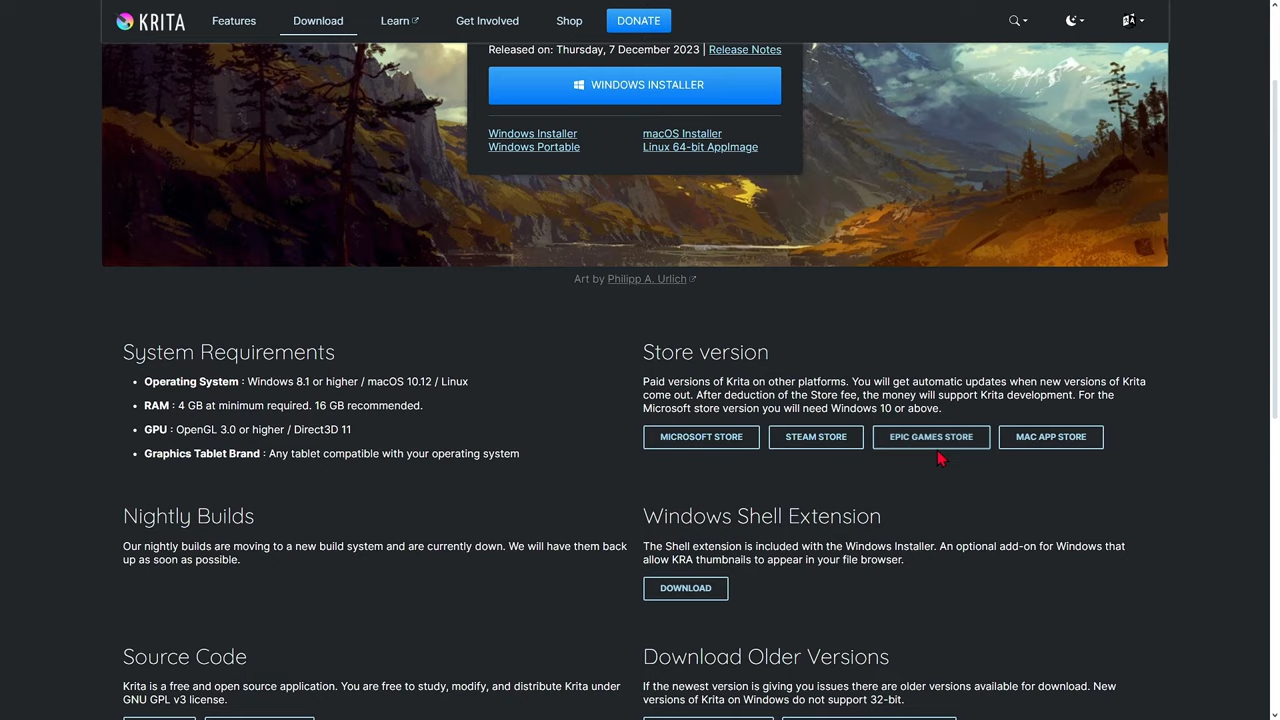 KRITA
Features
Download
Learn
Get Involved
Shop
DONATE
Released on: Thursday, 7 December 2023 | Release Notes
WINDOWS INSTALLER
Windows Installer
macOS Installer
Windows Portable
Linux 64-bit AppImage
Art by Philipp A. Urlich
System Requirements
Operating System : Windows 8.1 or higher / macOS 10.12 / Linux
RAM : 4 GB at minimum required. 16 GB recommended.
GPU : OpenGL 3.0 or higher / Direct3D 11
Graphics Tablet Brand : Any tablet compatible with your operating system
Store version
Paid versions of Krita on other platforms. You will get automatic updates when new versions of Krita
come out. After deduction of the Store fee, the money will support Krita development. For the
Microsoft store version you will need Windows 10 or above.
MICROSOFT STORE
STEAM STORE
EPIC GAMES STORE
MAC APP STORE
Nightly Builds
Our nightly builds are moving to a new build system and are currently down. We will have them back
up as soon as possible.
Windows Shell Extension
The Shell extension is included with the Windows Installer. An optional add-on for Windows that
allow KRA thumbnails to appear in your file browser.
DOWNLOAD
Source Code
Krita is a free and open source application. You are free to study, modify, and distribute Krita under
GNU GPL v3 license.
Download Older Versions
If the newest version is giving you issues there are older versions available for download. New
versions of Krita on Windows do not support 32-bit.